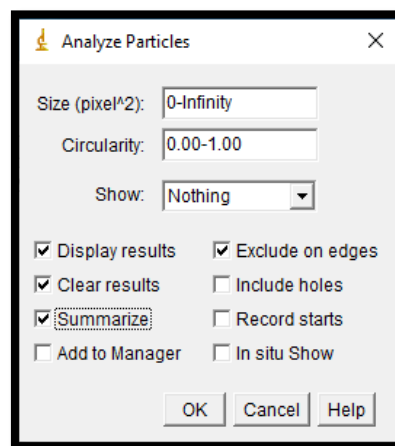 Analyze Particles
Size (pixel^2): 0-Infinity
Circularity: 0.00-1.00
Show: Nothing
Display results Exclude on edges
Clear results Include holes
Summarize Record starts
Add to Manager In situ Show
OK Cancel Help